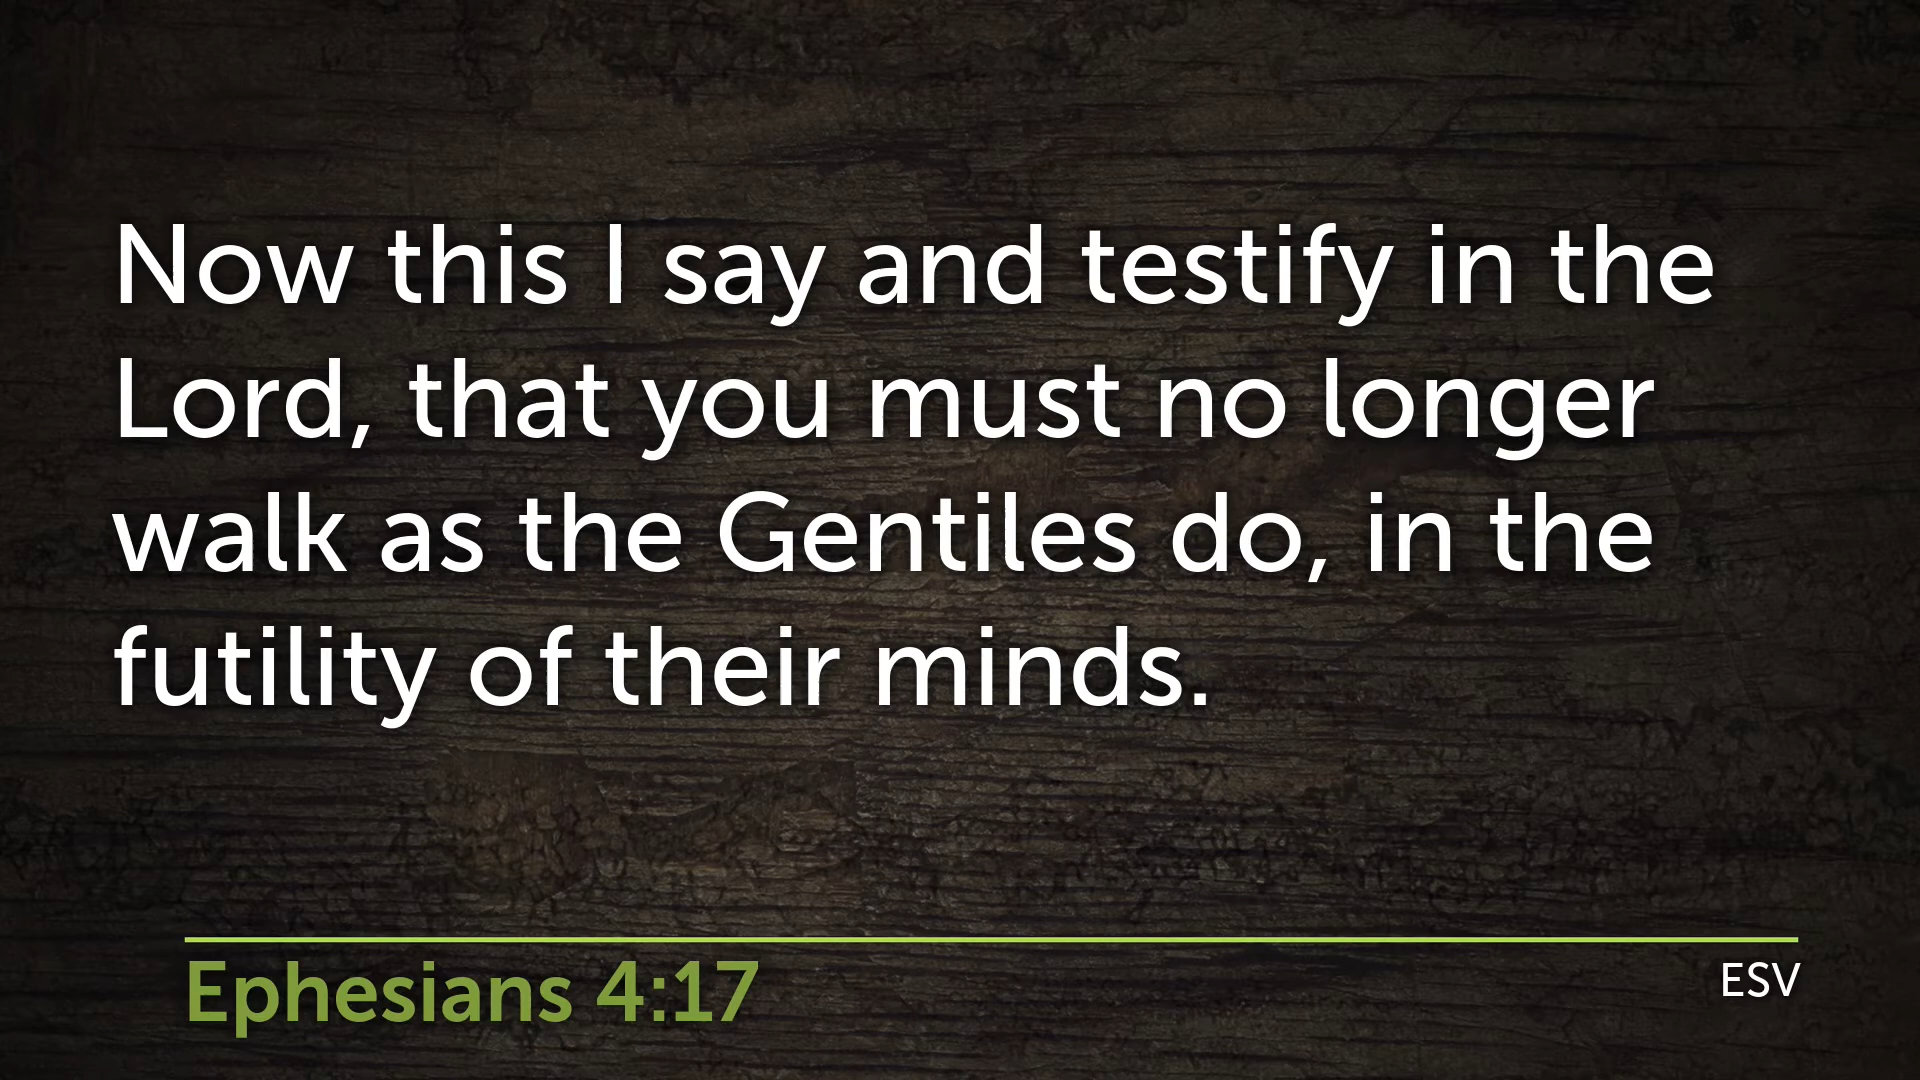 Now this I say and testify in the
Lord, that you must no longer
walk as the Gentiles do, in the
futility of their minds.
Ephesians 4:17
ESV